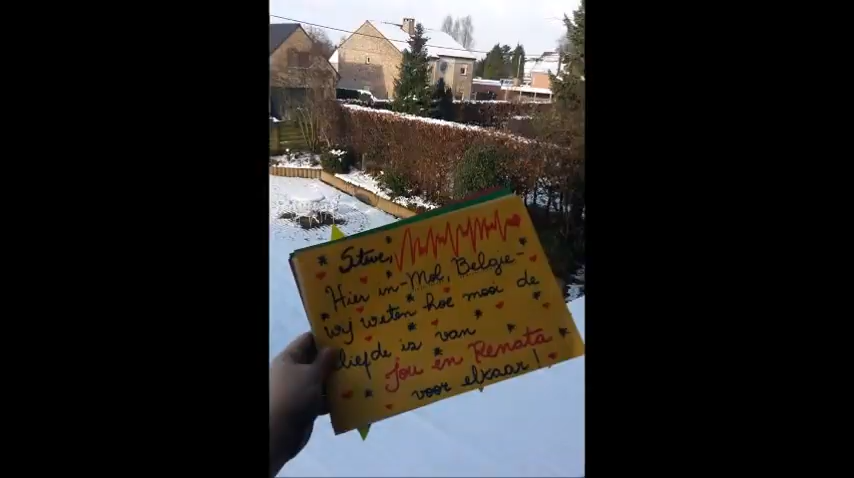 Steve,
Hier in-Mol, Belgie-
wij weten hoe mooi de
liefde is van
Jou en Renata
voor elkaar!